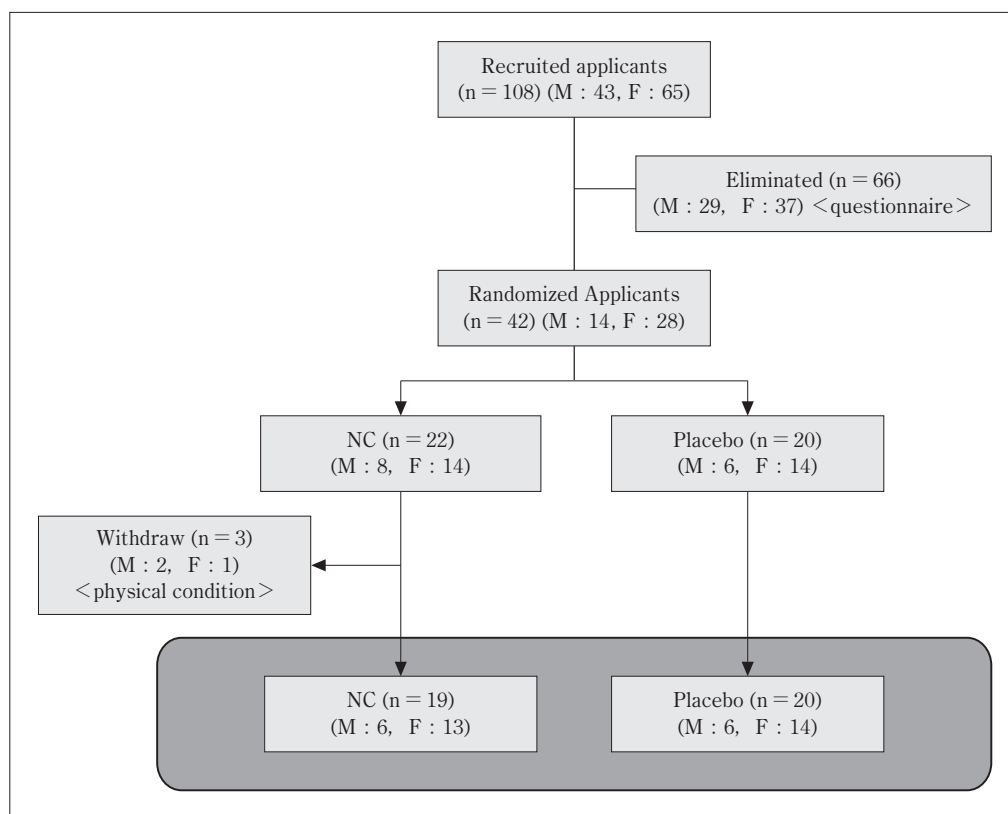 Recruited applicants
(n = 108) (M : 43, F : 65)
Eliminated (n = 66)
(M : 29, F : 37) <questionnaire>
Randomized Applicants
(n = 42) (M : 14, F : 28)
NC (n = 22)
(M : 8, F : 14)
Placebo (n = 20)
(M : 6, F : 14)
Withdraw (n = 3)
(M : 2, F : 1)
<physical condition>
NC (n = 19)
(M : 6, F : 13)
Placebo (n = 20)
(M : 6, F : 14)